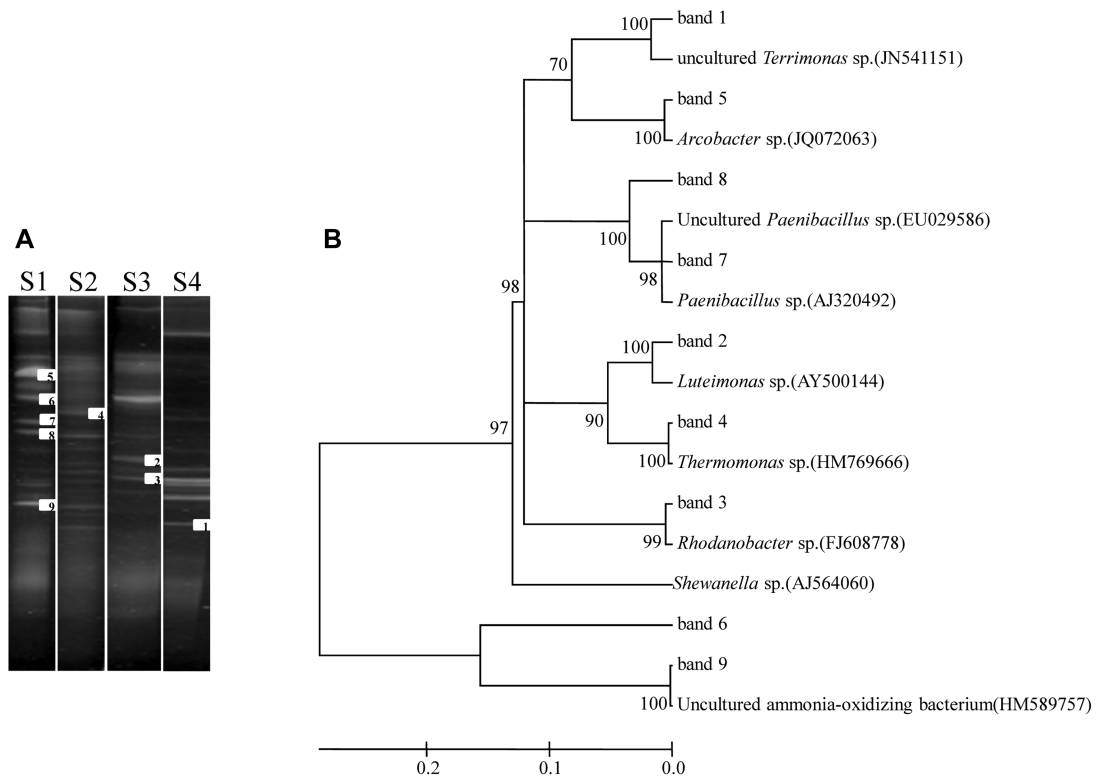 A
S1 S2 S3 S4
5
6
4
7
8
2
3
9
1
B
band 1
100
uncultured Terrimonas sp.(JN541151)
70
band 5
100
Arcobacter sp.(JQ072063)
band 8
Uncultured Paenibacillus sp.(EU029586)
100
band 7
98
Paenibacillus sp.(AJ320492)
98
band 2
100
Luteimonas sp.(AY500144)
90
band 4
97
100
Thermomonas sp.(HM769666)
band 3
99
Rhodanobacter sp.(FJ608778)
Shewanella sp.(AJ564060)
band 6
band 9
100
Uncultured ammonia-oxidizing bacterium(HM589757)
0.2 0.1 0.0